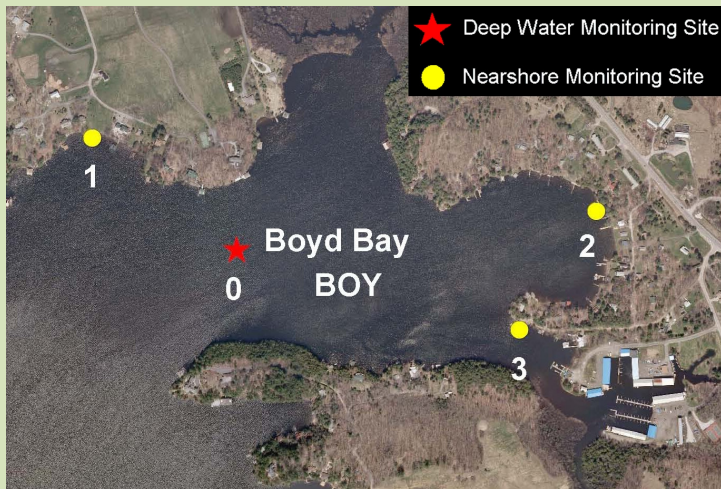 Deep Water Monitoring Site
Nearshore Monitoring Site
1
2
Boyd Bay
0
BOY
3